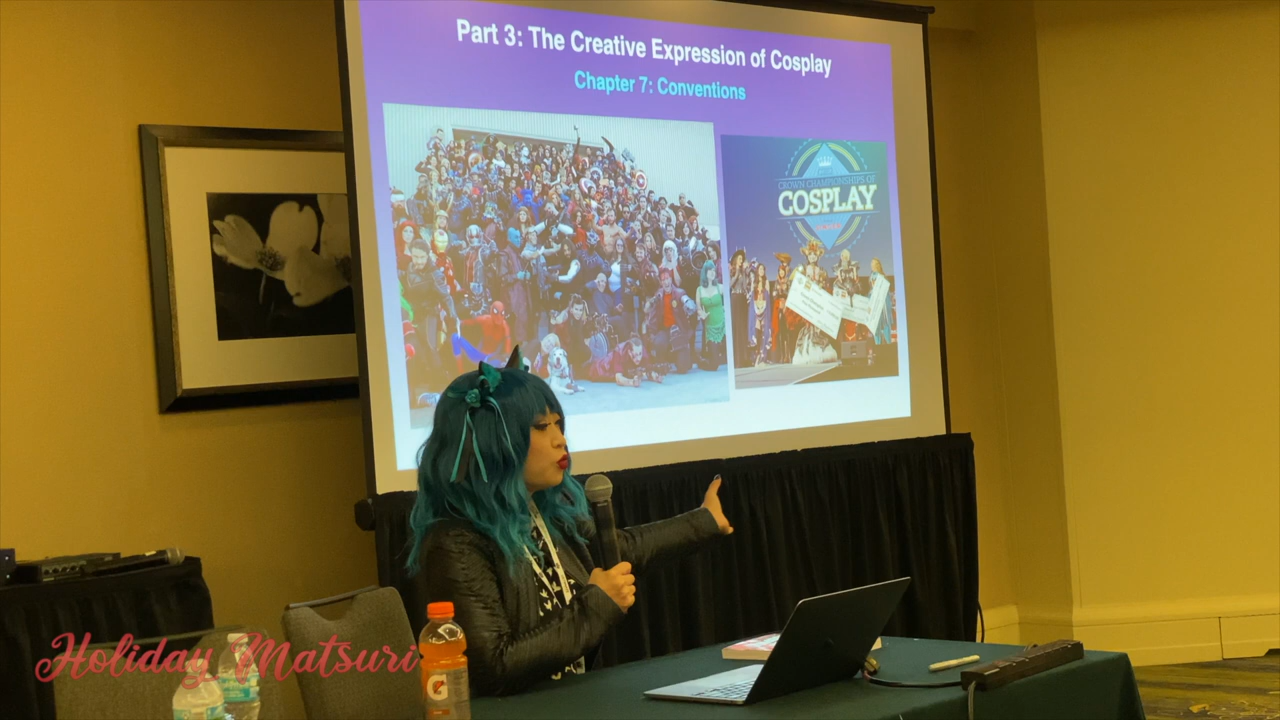 Part 3: The Creative Expression of Cosplay
Chapter 7: Conventions
CROWN CHAMPIONSHIPS OF
COSPLAY
G
Holiday Matsuri